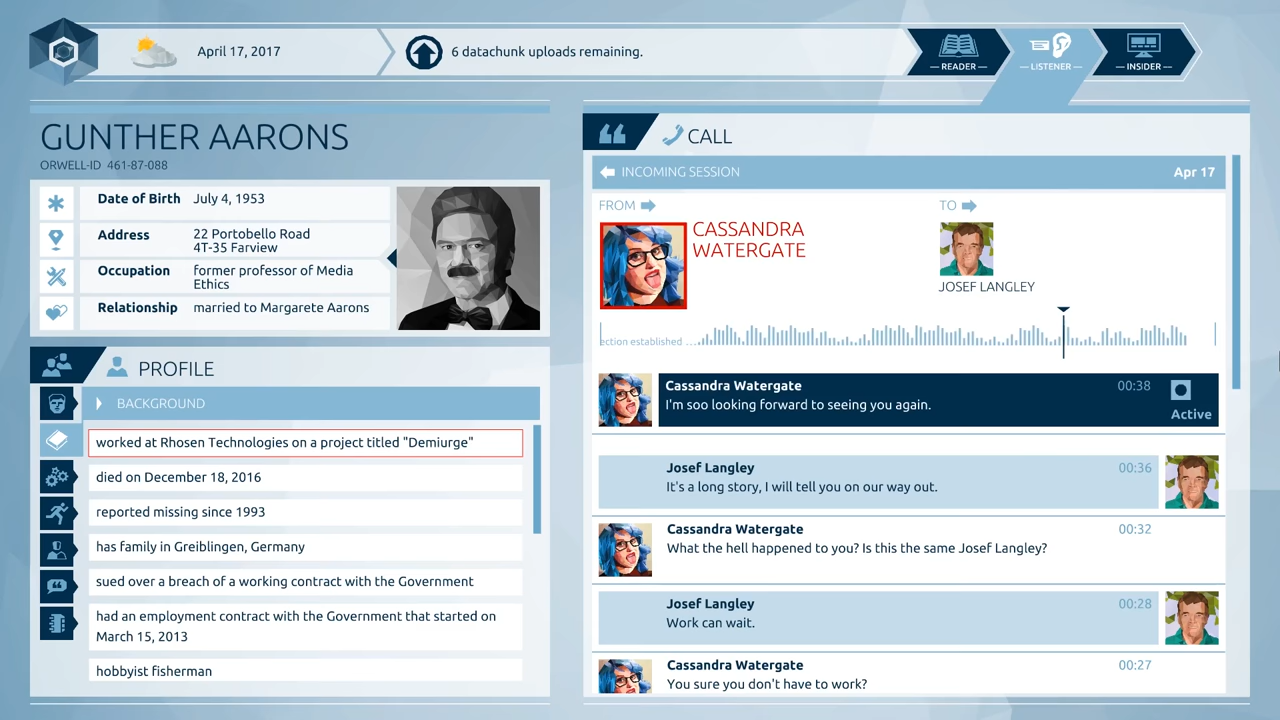 April 17, 2017
6 datachunk uploads remaining.
— READER —
— LISTENER —
— INSIDER —
GUNTHER AARONS
ORWELL-ID 461-87-088
Date of Birth July 4, 1953
Address 22 Portobello Road
4T-35 Farview
Occupation former professor of Media
Ethics
Relationship married to Margarete Aarons
PROFILE
BACKGROUND
worked at Rhosen Technologies on a project titled "Demiurge"
died on December 18, 2016
reported missing since 1993
has family in Greiblingen, Germany
sued over a breach of a working contract with the Government
had an employment contract with the Government that started on
March 15, 2013
hobbyist fisherman
CALL
INCOMING SESSION Apr 17
FROM
TO
CASSANDRA
WATERGATE
JOSEF LANGLEY
ection established ...
Cassandra Watergate 00:38
I'm soo looking forward to seeing you again.
Active
Josef Langley 00:36
It's a long story, I will tell you on our way out.
Cassandra Watergate 00:32
What the hell happened to you? Is this the same Josef Langley?
Josef Langley 00:28
Work can wait.
Cassandra Watergate 00:27
You sure you don't have to work?